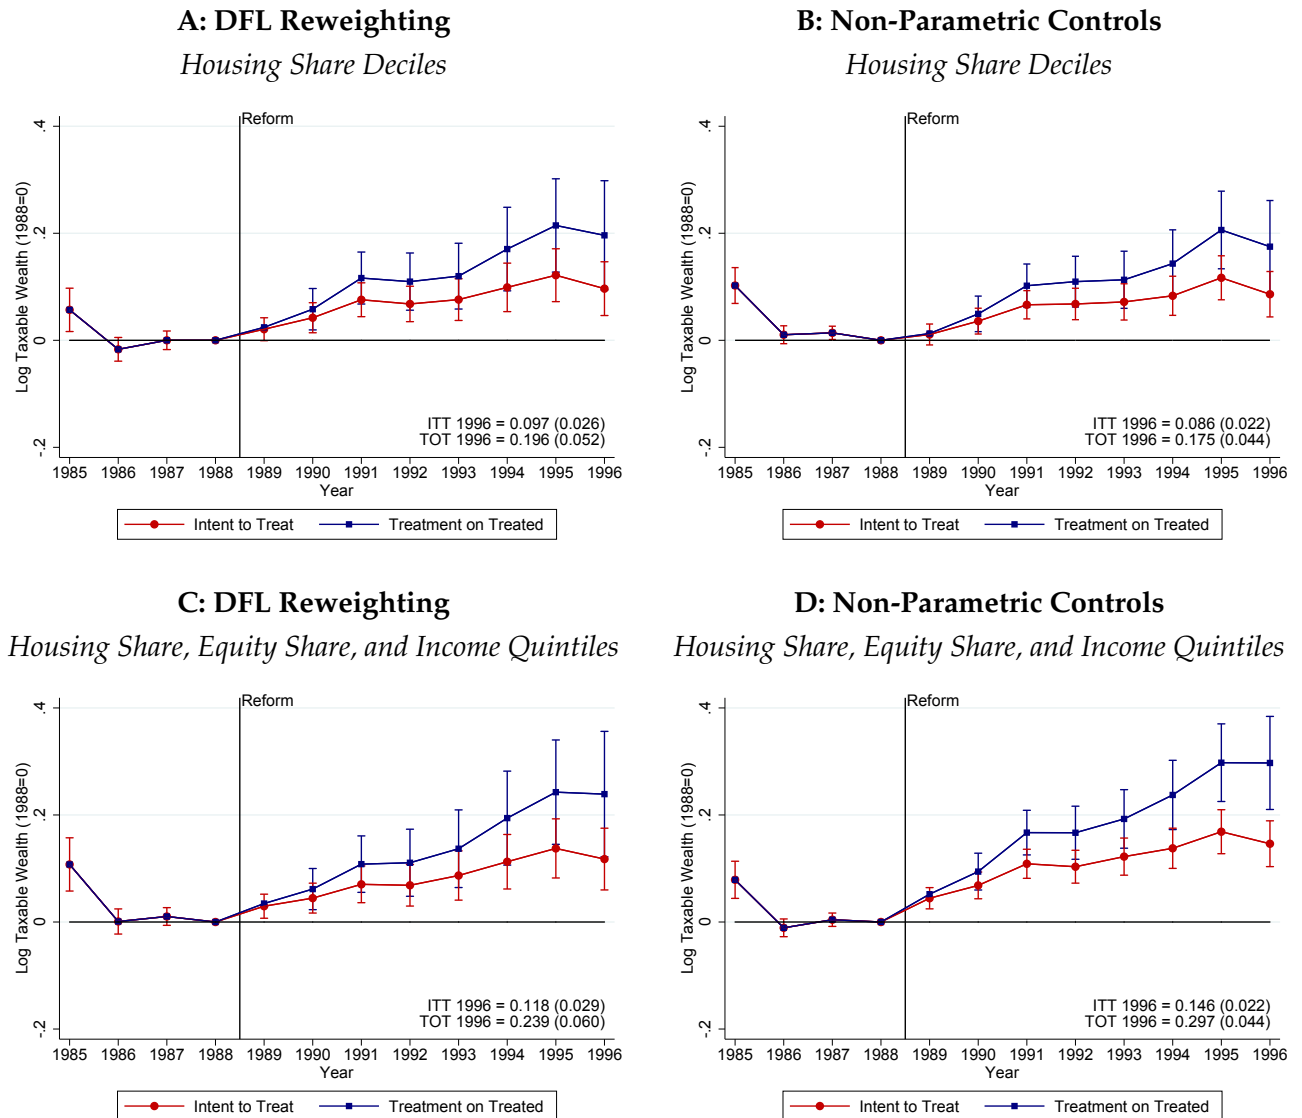 A: DFL Reweighting
Housing Share Deciles
Reform
Log Taxable Wealth (1988=0)
.4
.2
0
-.2
ITT 1996 = 0.097 (0.026)
TOT 1996 = 0.196 (0.052)
1985 1986 1987 1988 1989 1990 1991 1992 1993 1994 1995 1996
Year
Intent to Treat Treatment on Treated
B: Non-Parametric Controls
Housing Share Deciles
Reform
Log Taxable Wealth (1988=0)
.4
.2
0
-.2
ITT 1996 = 0.086 (0.022)
TOT 1996 = 0.175 (0.044)
1985 1986 1987 1988 1989 1990 1991 1992 1993 1994 1995 1996
Year
Intent to Treat Treatment on Treated
C: DFL Reweighting
Housing Share, Equity Share, and Income Quintiles
Reform
Log Taxable Wealth (1988=0)
.4
.2
0
-.2
ITT 1996 = 0.118 (0.029)
TOT 1996 = 0.239 (0.060)
1985 1986 1987 1988 1989 1990 1991 1992 1993 1994 1995 1996
Year
Intent to Treat Treatment on Treated
D: Non-Parametric Controls
Housing Share, Equity Share, and Income Quintiles
Reform
Log Taxable Wealth (1988=0)
.4
.2
0
-.2
ITT 1996 = 0.146 (0.022)
TOT 1996 = 0.297 (0.044)
1985 1986 1987 1988 1989 1990 1991 1992 1993 1994 1995 1996
Year
Intent to Treat Treatment on Treated